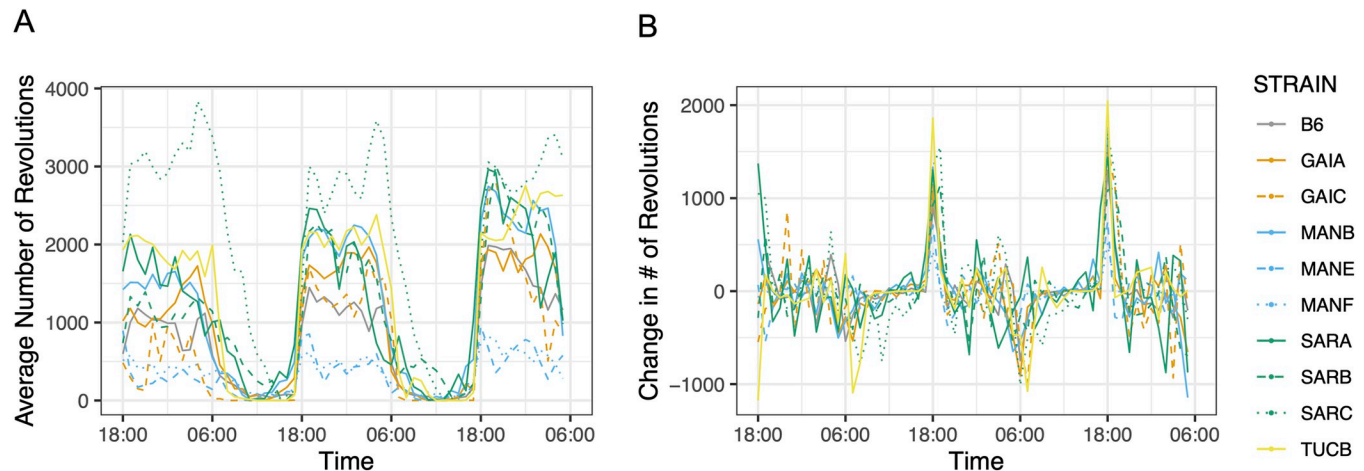 A
Average Number of Revolutions
4000
3000
2000
1000
0
18:00 06:00 18:00 06:00 18:00 06:00
Time
B
Change in # of Revolutions
2000
1000
0
−1000
18:00 06:00 18:00 06:00 18:00 06:00
Time
STRAIN
B6
GAIA
GAIC
MANB
MANE
MANF
SARA
SARB
SARC
TUCB